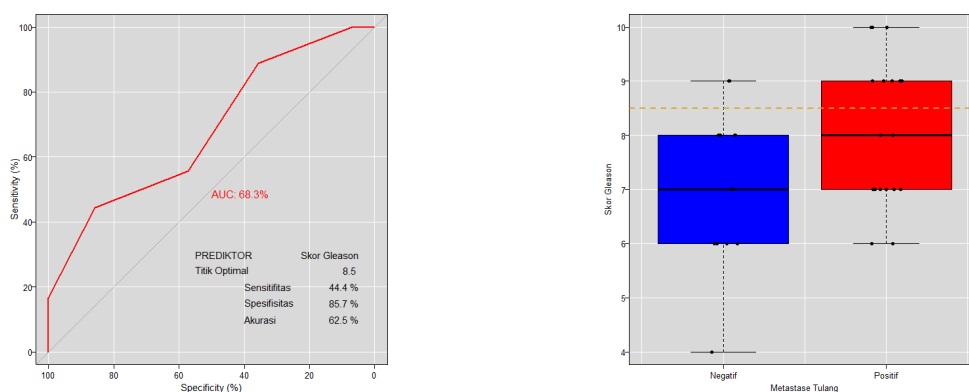 100
80
60
40
20
0
Sensitivity (%)
AUC: 68.3%
PREDIKTOR Skor Gleason
Titik Optimal 8.5
Sensitifitas 44.4 %
Spesifisitas 85.7 %
Akurasi 62.5 %
100 80 60 40 20 0
Specificity (%)
10
9
8
7
6
5
4
Skor Gleason
Negatif Positif
Metastase Tulang